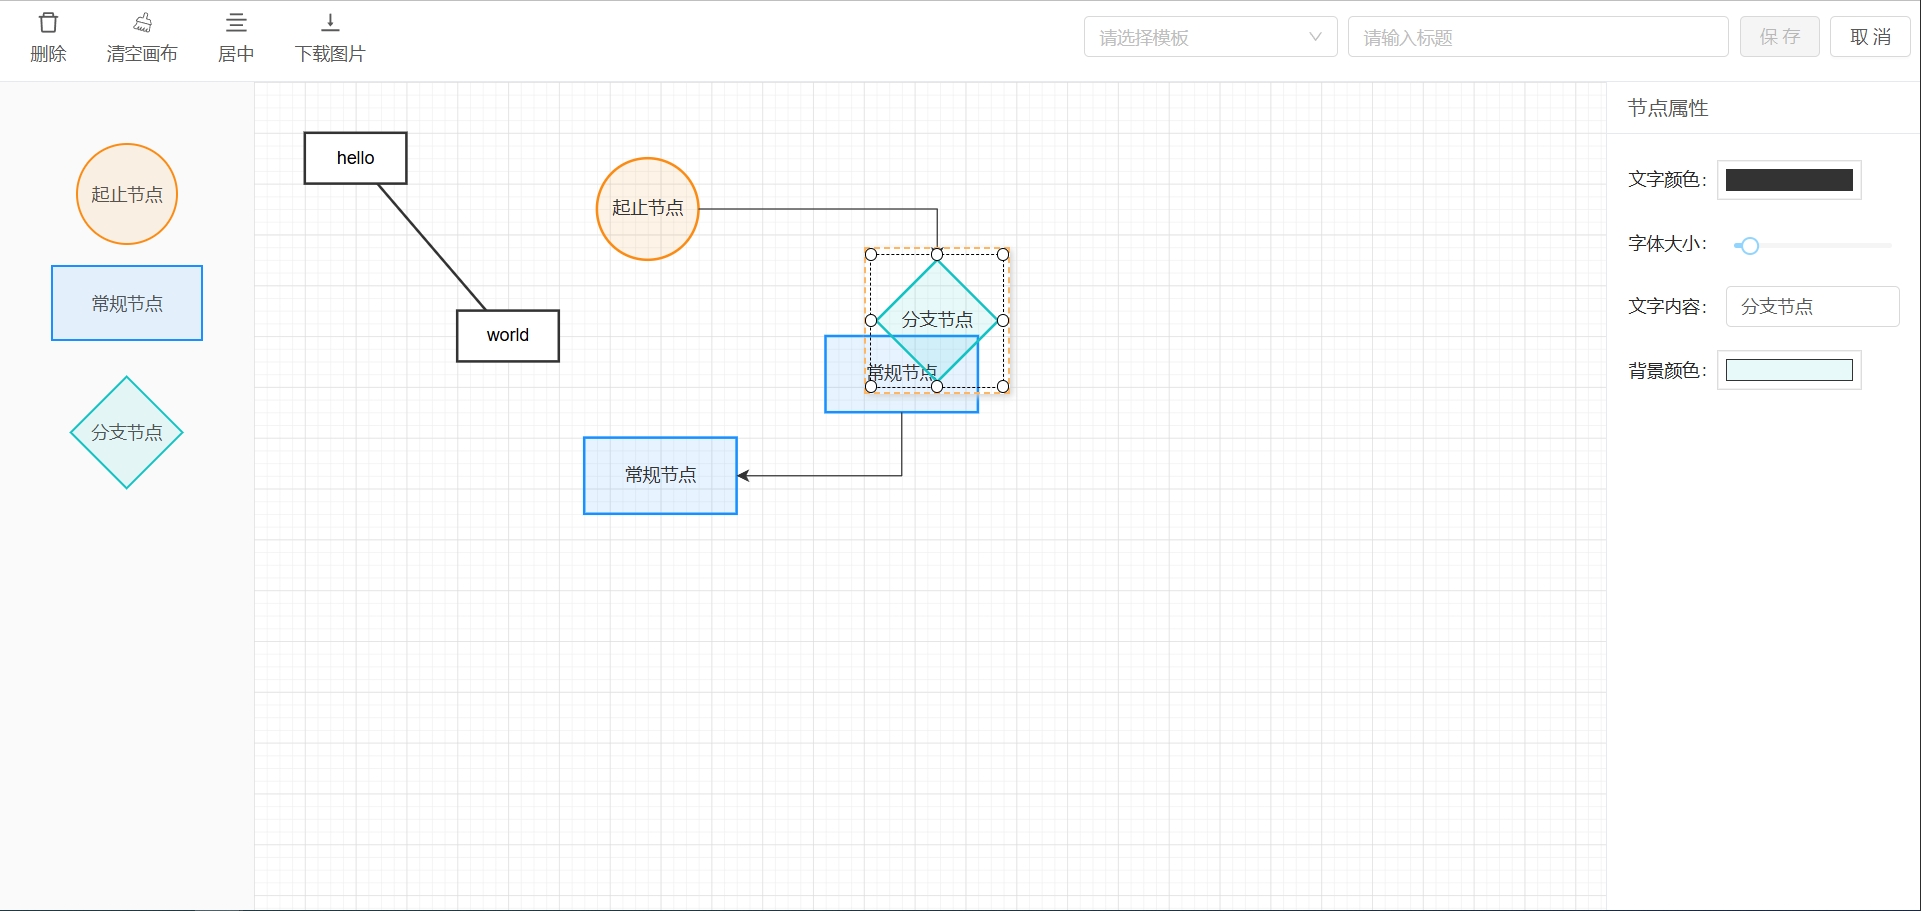 删除
清空画布
居中
下载图片
请选择模板
请输入标题
保 存
取 消
起止节点
常规节点
分支节点
hello
world
起止节点
分支节点
常规节点
常规节点
节点属性
文字颜色:
字体大小:
文字内容:
分支节点
背景颜色: